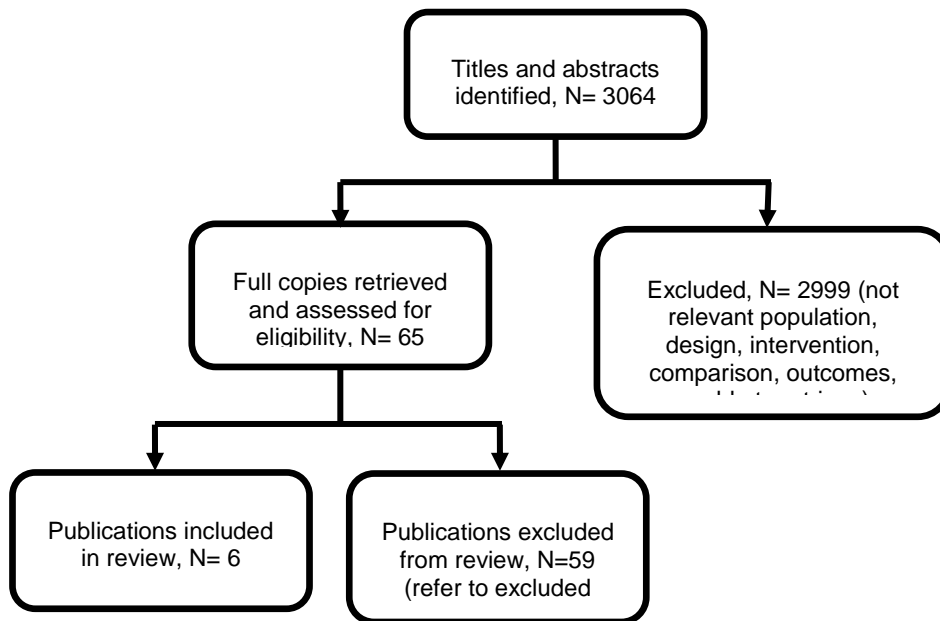 Titles and abstracts
identified, N= 3064
Full copies retrieved
and assessed for
eligibility, N= 65
Excluded, N= 2999 (not
relevant population,
design, intervention,
comparison, outcomes,
Publications included
in review, N= 6
Publications excluded
from review, N=59
(refer to excluded